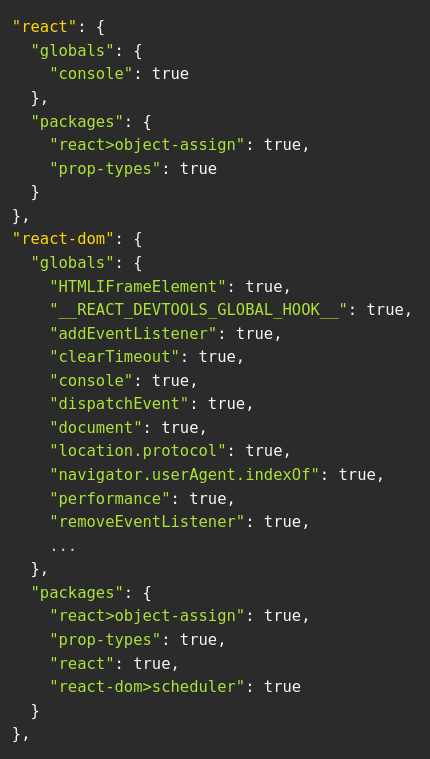 "react": {
  "globals": {
    "console": true
  },
  "packages": {
    "react>object-assign": true,
    "prop-types": true
  }
},
"react-dom": {
  "globals": {
    "HTMLIFrameElement": true,
    "__REACT_DEVTOOLS_GLOBAL_HOOK__": true,
    "addEventListener": true,
    "clearTimeout": true,
    "console": true,
    "dispatchEvent": true,
    "document": true,
    "location.protocol": true,
    "navigator.userAgent.indexOf": true,
    "performance": true,
    "removeEventListener": true,
    ...
  },
  "packages": {
    "react>object-assign": true,
    "prop-types": true,
    "react": true,
    "react-dom>scheduler": true
  }
},